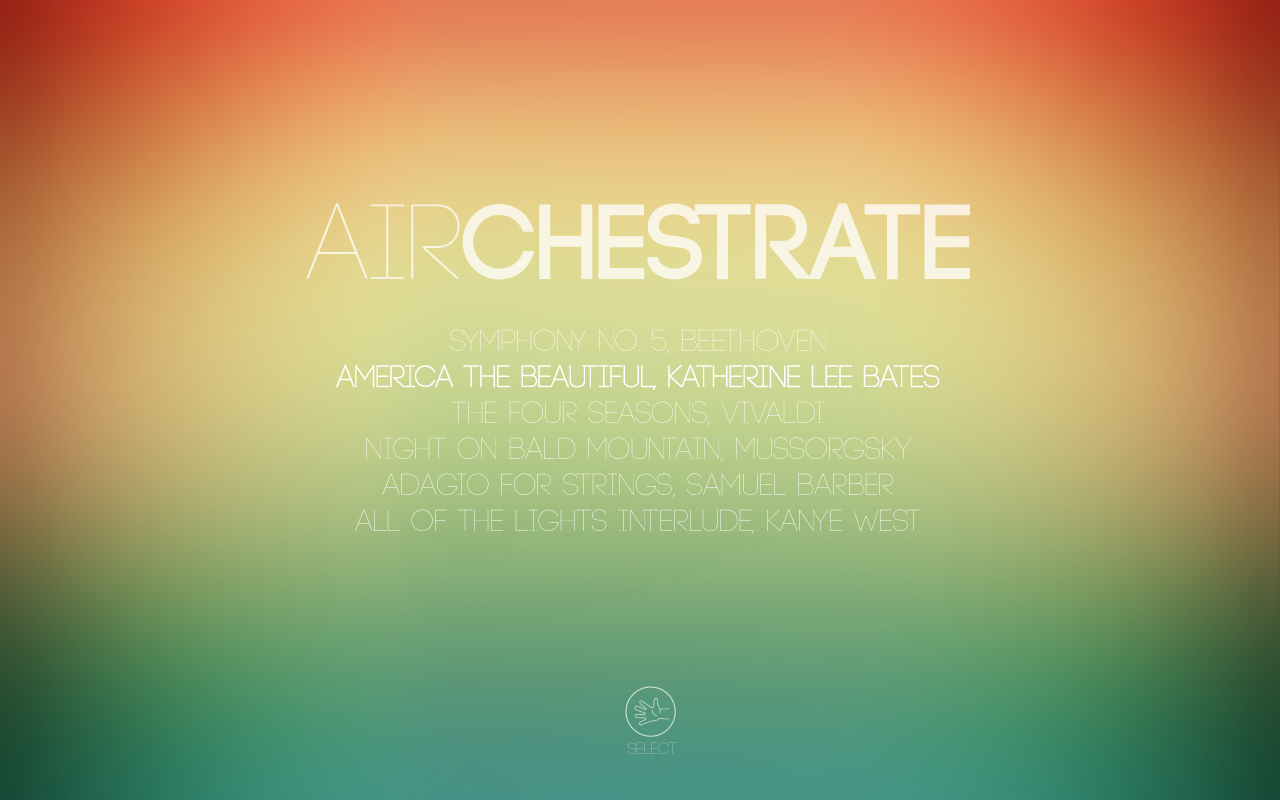 AIRCHESTRATE
SYMPHONY NO. 5, BEETHOVEN
AMERICA THE BEAUTIFUL, KATHERINE LEE BATES
THE FOUR SEASONS, VIVALDI
NIGHT ON BALD MOUNTAIN, MUSSORGSKY
ADAGIO FOR STRINGS, SAMUEL BARBER
ALL OF THE LIGHTS INTERLUDE, KANYE WEST
SELECT